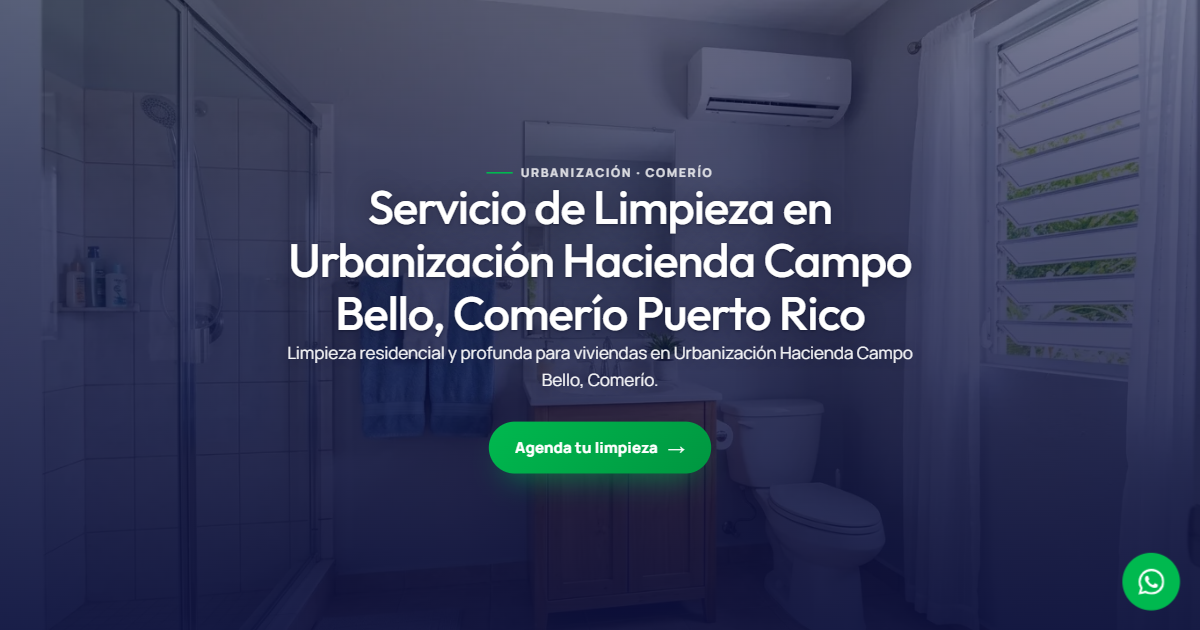 URBANIZACIÓN · COMERÍO
Servicio de Limpieza en
Urbanización Hacienda Campo
Bello, Comerío Puerto Rico
Limpieza residencial y profunda para viviendas en Urbanización Hacienda Campo
Bello, Comerío.
Agenda tu limpieza →